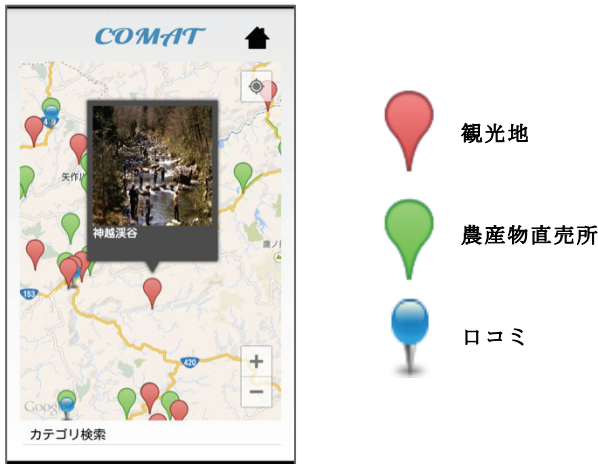 COMAT
矢作川
神越渓谷
153
420
+
−
Google
カテゴリ検索
観光地
農産物直売所
口コミ